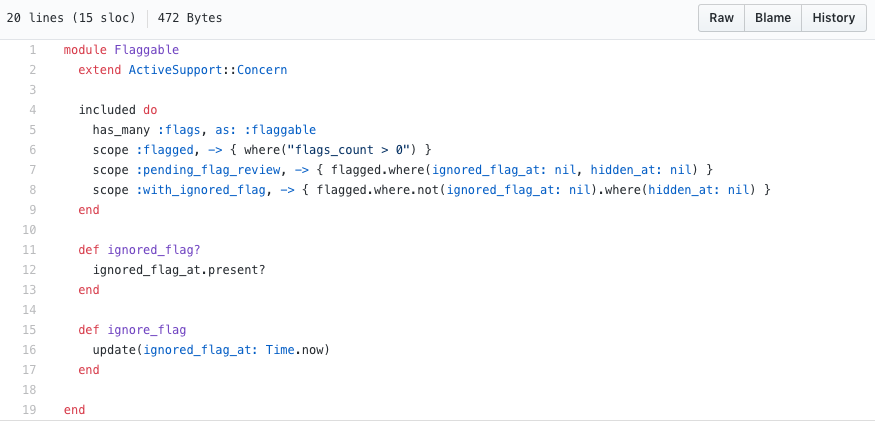 20 lines (15 sloc) 472 Bytes Raw Blame History
1 module Flaggable
2   extend ActiveSupport::Concern
3
4   included do
5     has_many :flags, as: :flaggable
6     scope :flagged, -> { where("flags_count > 0") }
7     scope :pending_flag_review, -> { flagged.where(ignored_flag_at: nil, hidden_at: nil) }
8     scope :with_ignored_flag, -> { flagged.where.not(ignored_flag_at: nil).where(hidden_at: nil) }
9   end
10
11   def ignored_flag?
12     ignored_flag_at.present?
13   end
14
15   def ignore_flag
16     update(ignored_flag_at: Time.now)
17   end
18
19 end